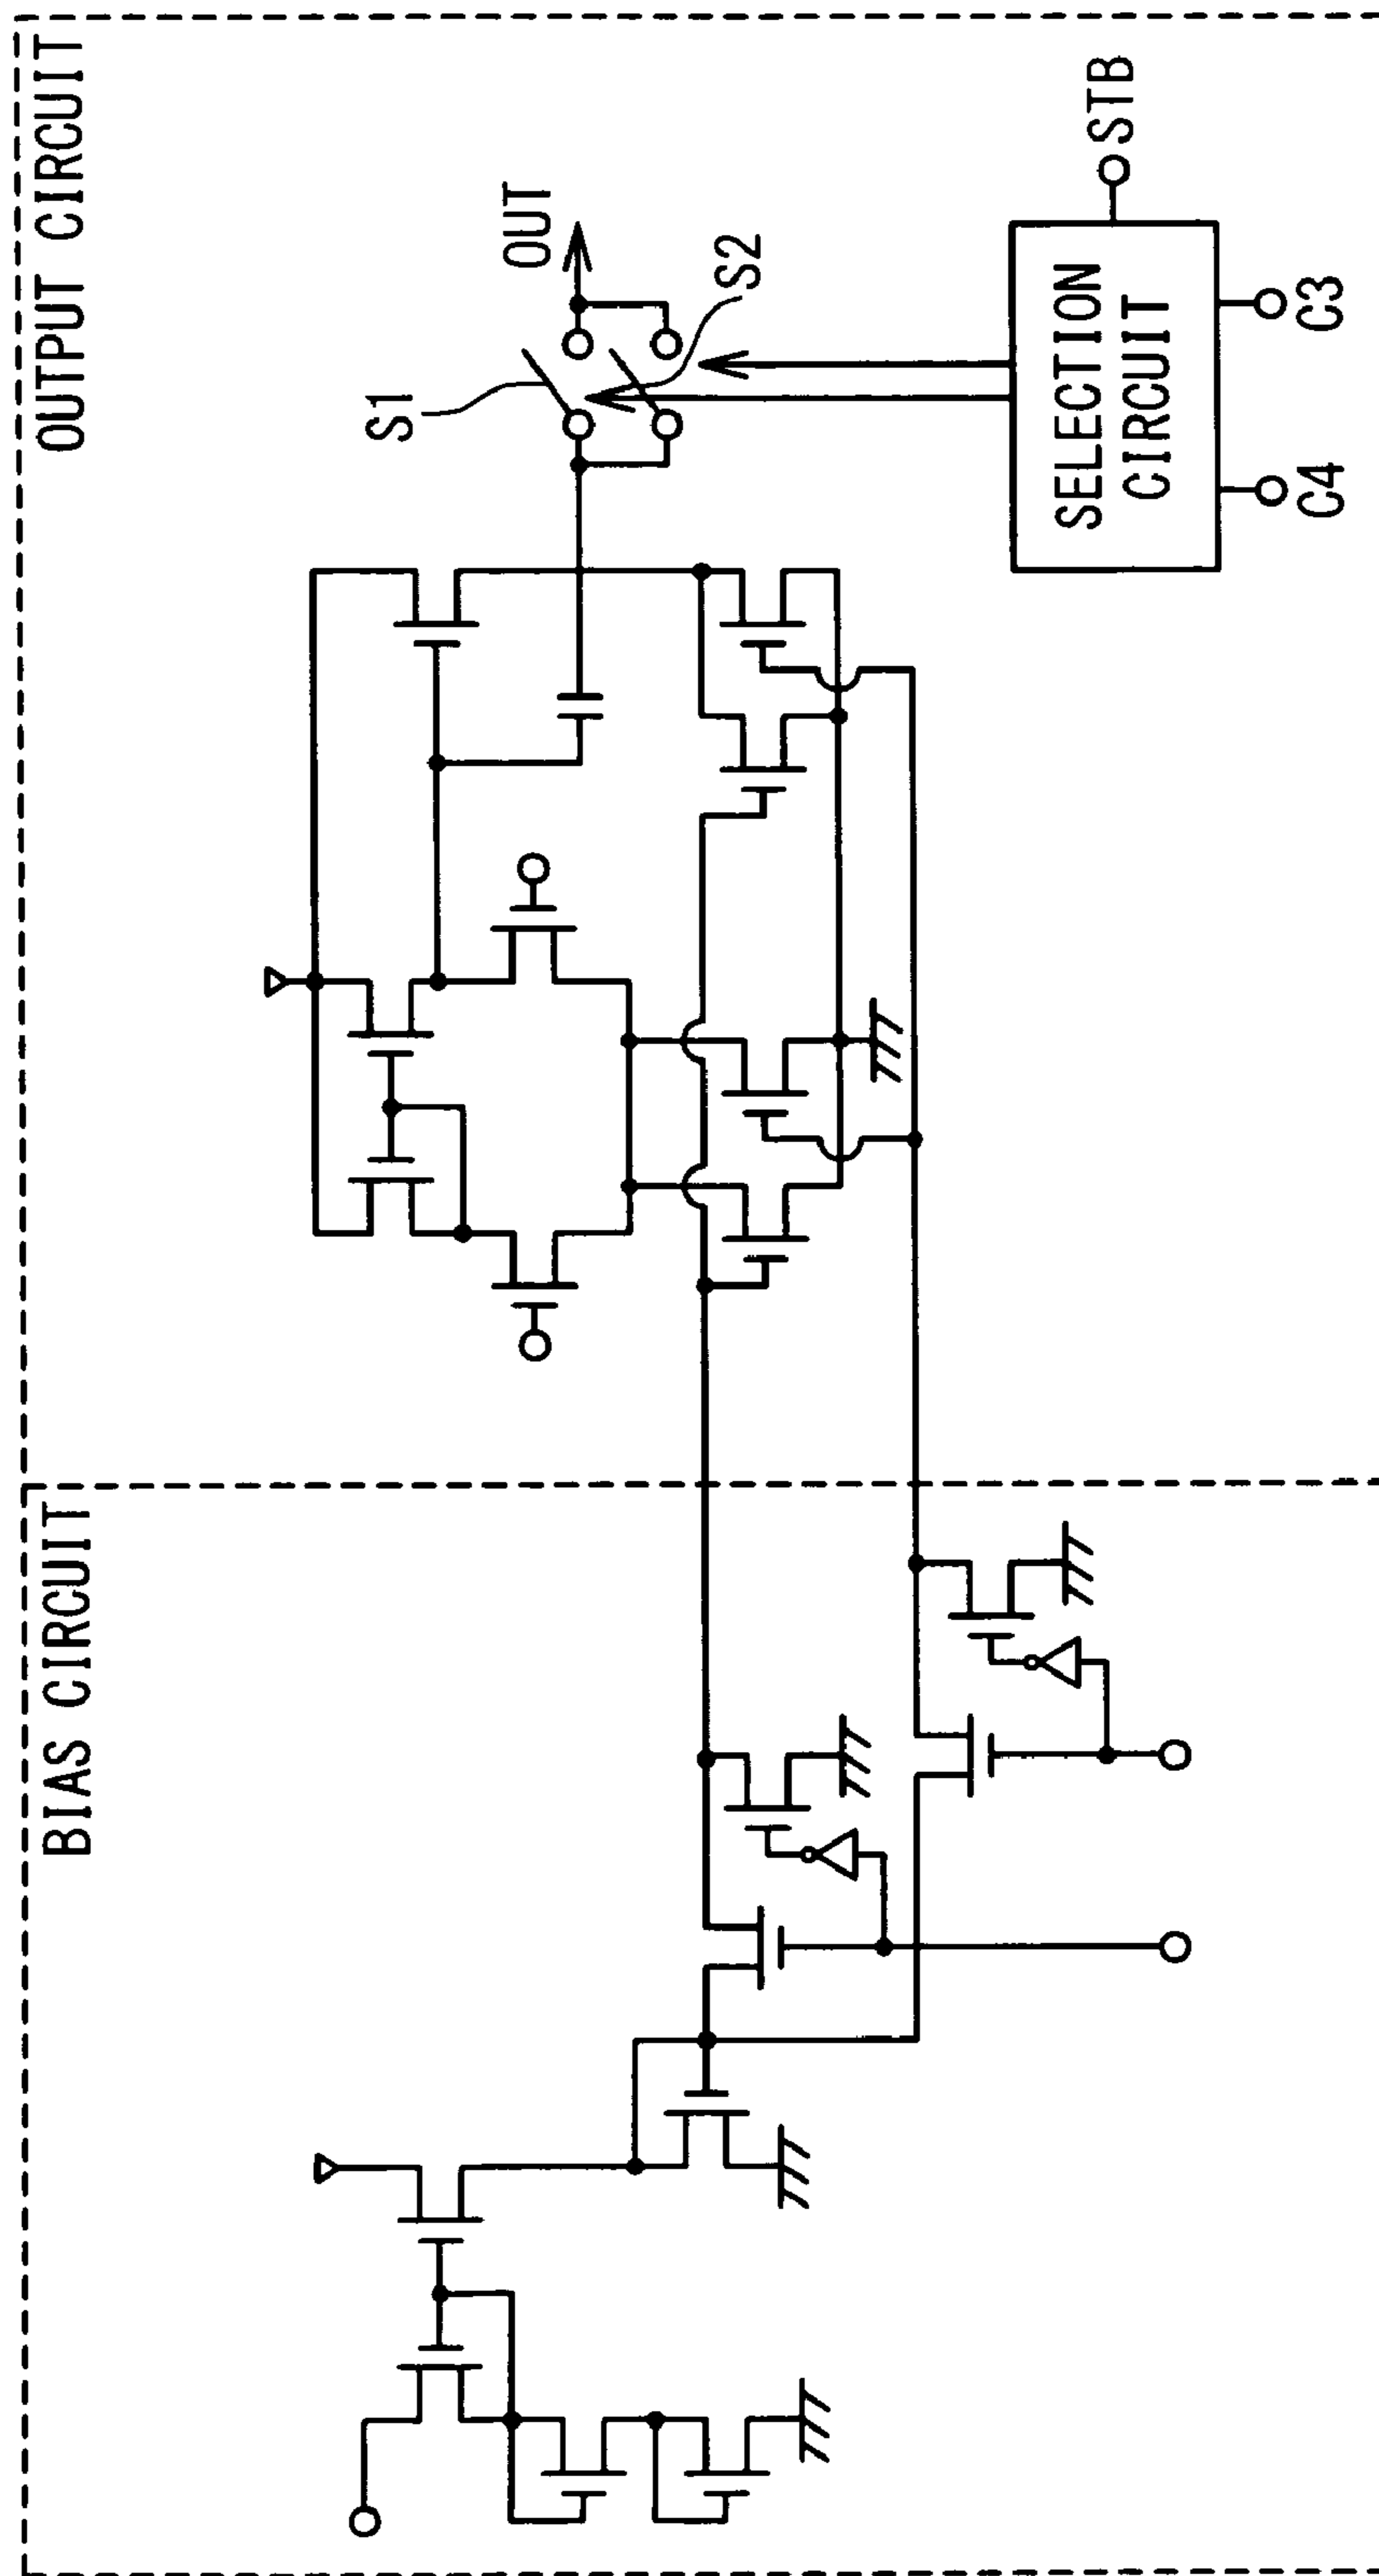 BIAS CIRCUIT
OUTPUT CIRCUIT
S1
OUT
S2
SELECTION
CIRCUIT
STB
C4
C3